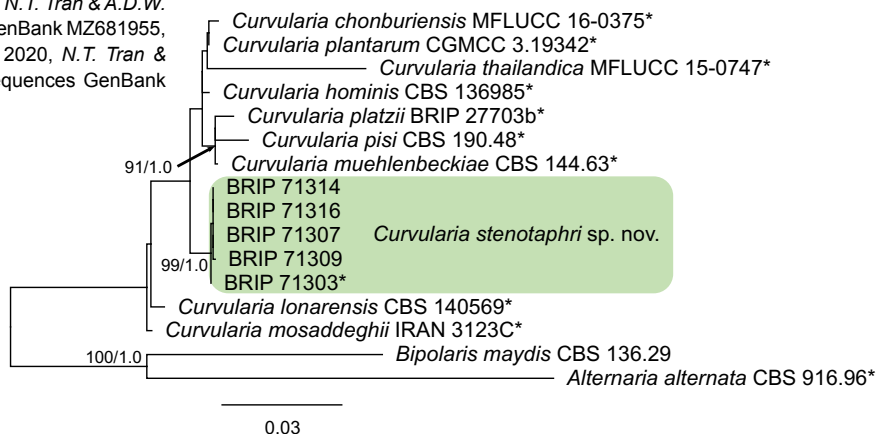 N.T. Tran & A.D.W.
GenBank MZ681955,
2020, N.T. Tran &
sequences GenBank
Curvularia chonburiensis MFLUCC 16-0375*
Curvularia plantarum CGMCC 3.19342*
Curvularia thailandica MFLUCC 15-0747*
Curvularia hominis CBS 136985*
Curvularia platzii BRIP 27703b*
Curvularia pisi CBS 190.48*
91/1.0
Curvularia muehlenbeckiae CBS 144.63*
BRIP 71314
BRIP 71316
BRIP 71307
Curvularia stenotaphri sp. nov.
BRIP 71309
99/1.0
BRIP 71303*
Curvularia lonarensis CBS 140569*
Curvularia mosaddeghii IRAN 3123C*
100/1.0
Bipolaris maydis CBS 136.29
Alternaria alternata CBS 916.96*
0.03